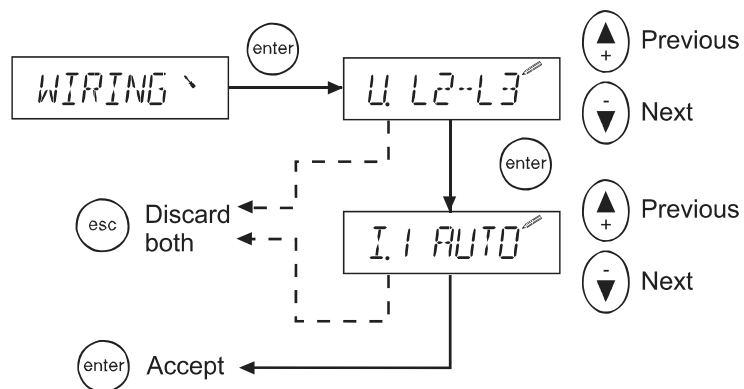 enter
Previous
+
WIRING
U. L2-L3
-
Next
enter
esc
Discard
both
Previous
+
I.1 AUTO
-
Next
enter
Accept